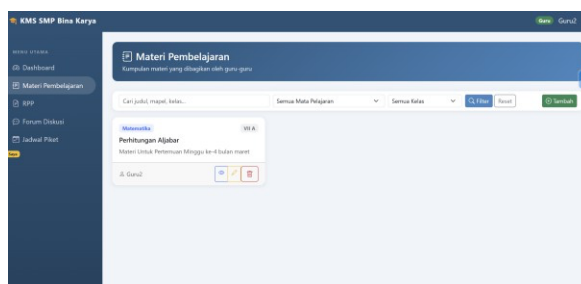 KMS SMP Bina Karya
Guru Guru2
MENU UTAMA
Dashboard
Materi Pembelajaran
RPP
Forum Diskusi
Jadwal Piket
Materi Pembelajaran
Kumpulan materi yang dibagikan oleh guru-guru
Cari judul, mapel, kelas...
Semua Mata Pelajaran
Semua Kelas
Filter
Reset
Matematika
VII A
Perhitungan Aljabar
Materi Untuk Pertemuan Minggu ke-4 bulan maret
Guru2